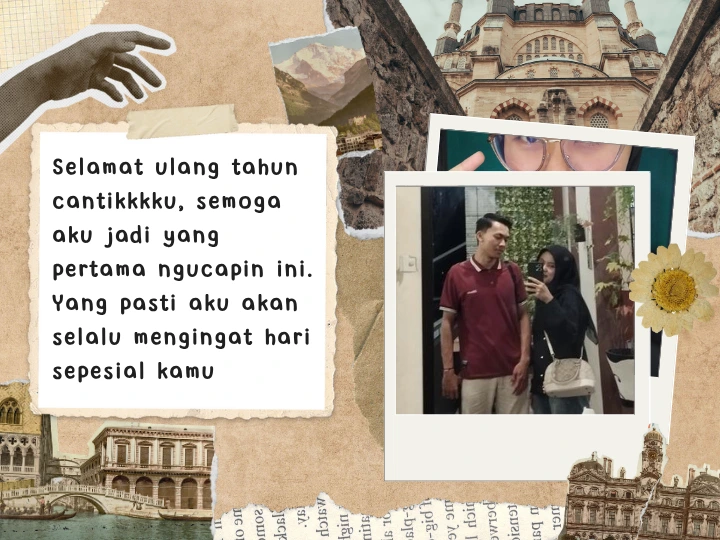 Selamat ulang tahun
cantikkkku, semoga
aku jadi yang
pertama ngucapin ini.
Yang pasti aku akan
selalu mengingat hari
sepesial kamu